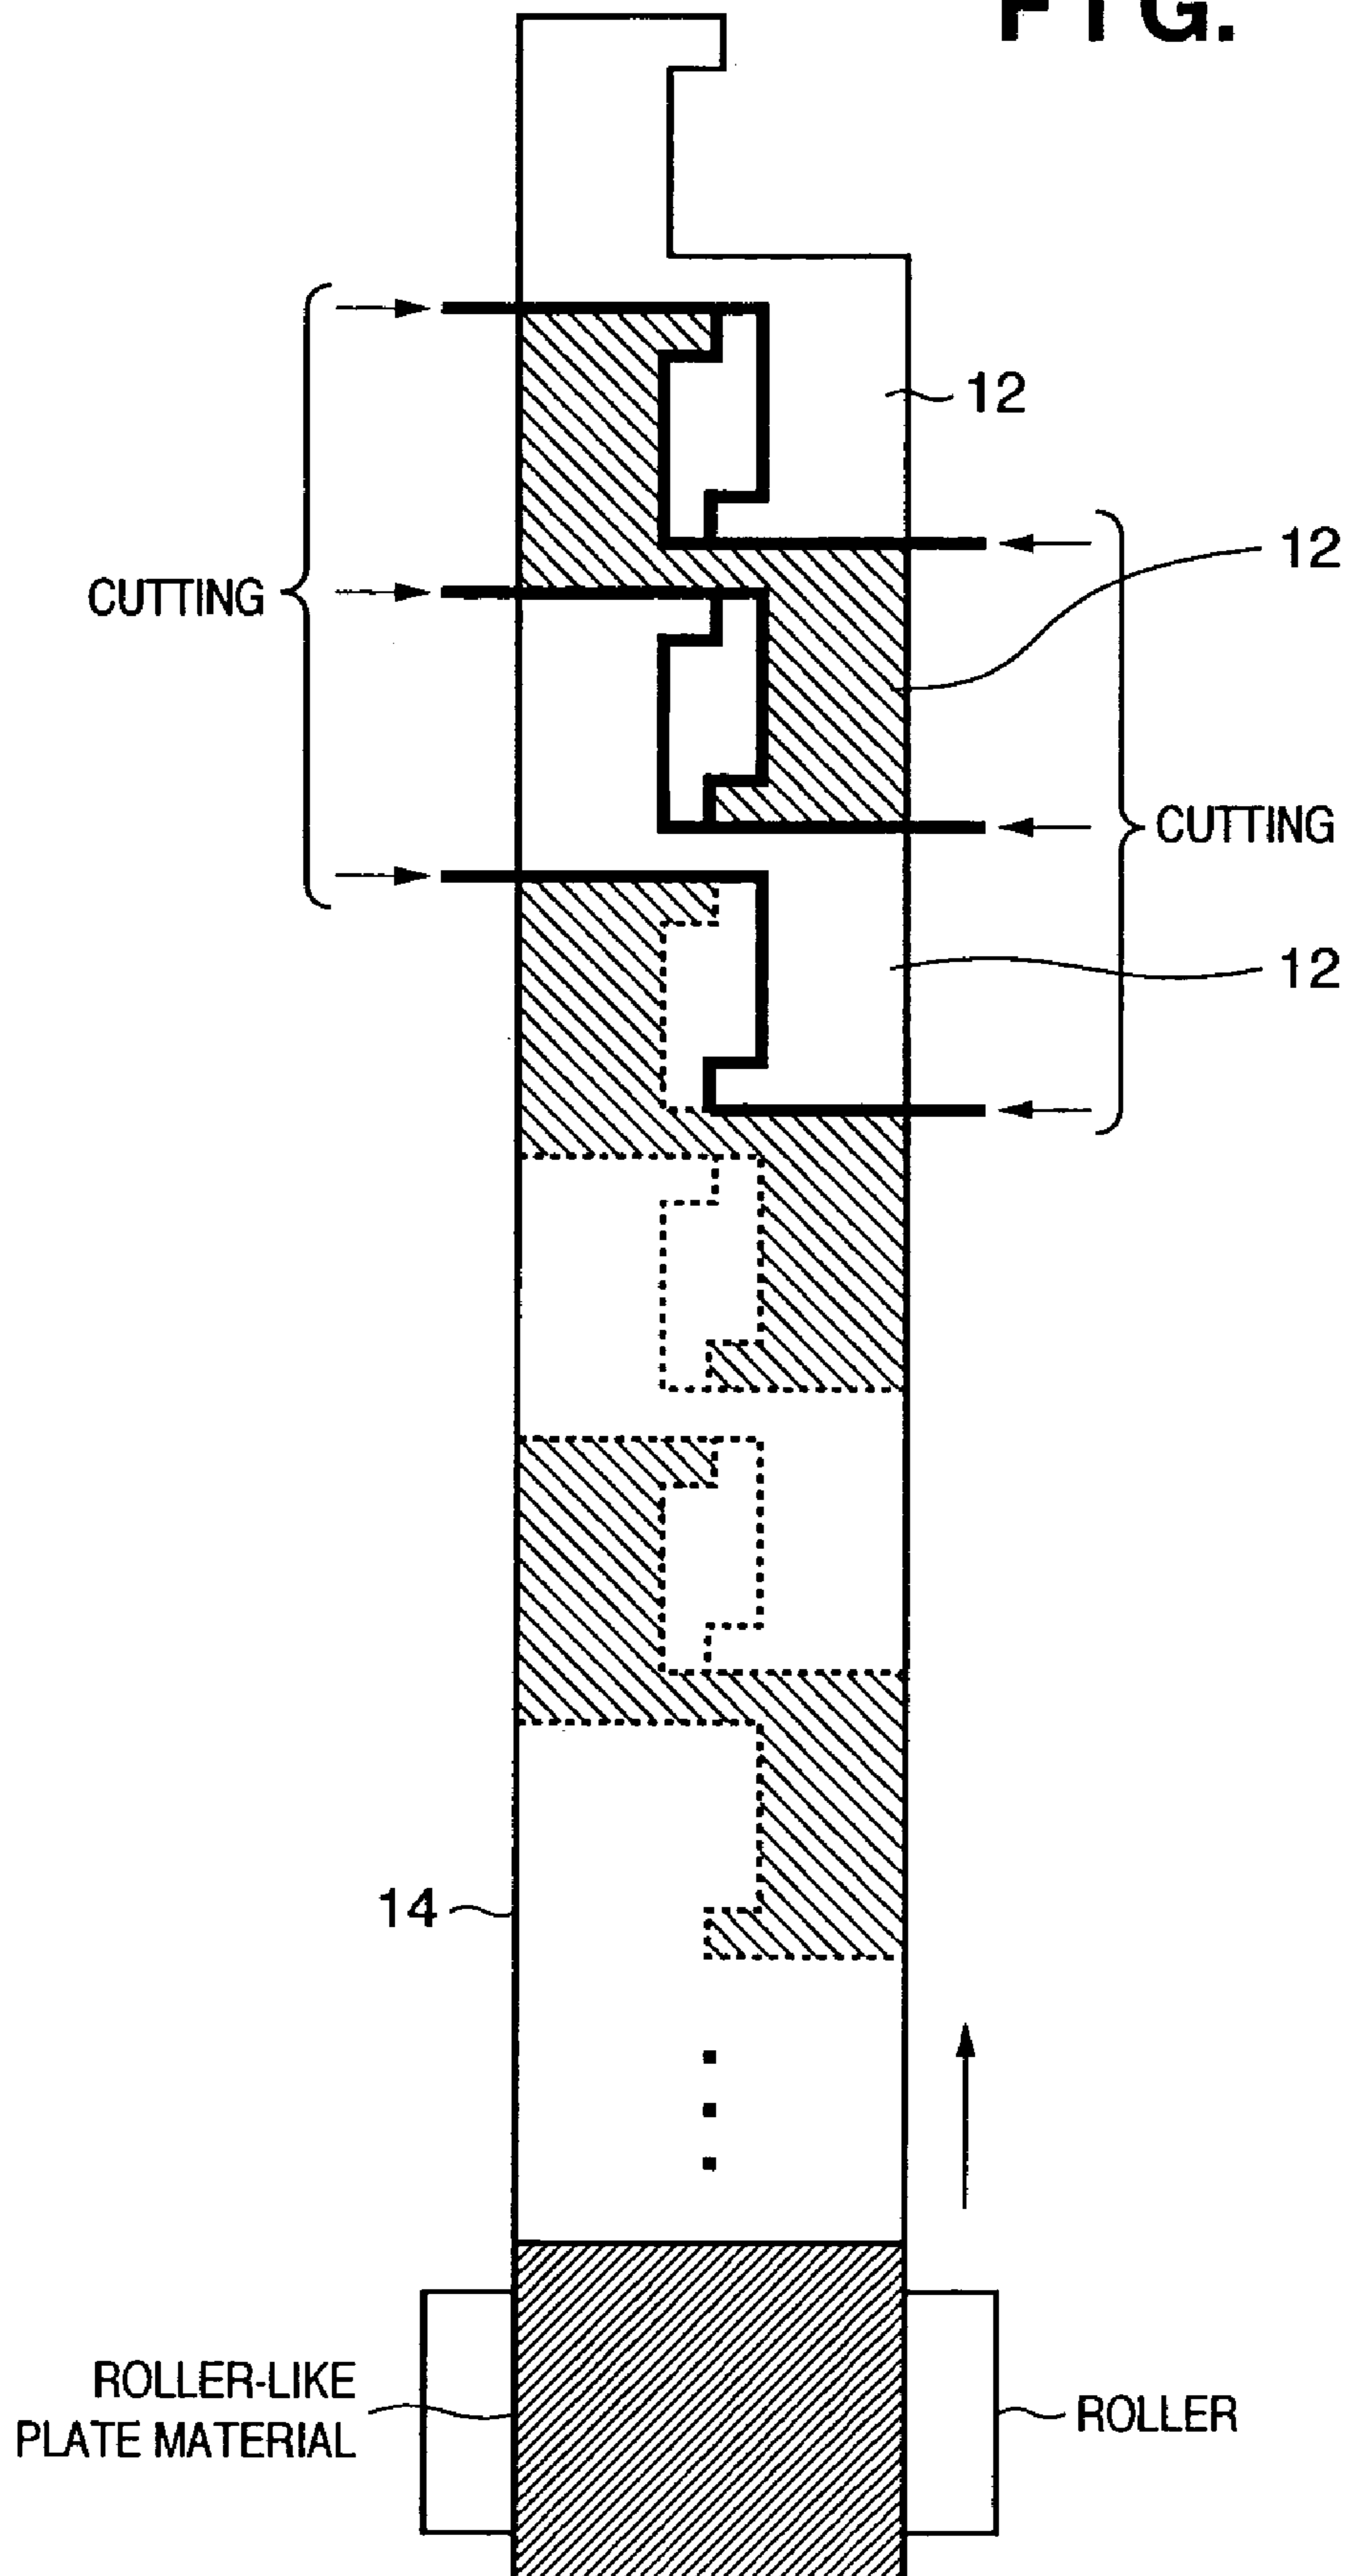 FIG.
12
12
CUTTING
CUTTING
12
14
ROLLER-LIKE
PLATE MATERIAL
ROLLER